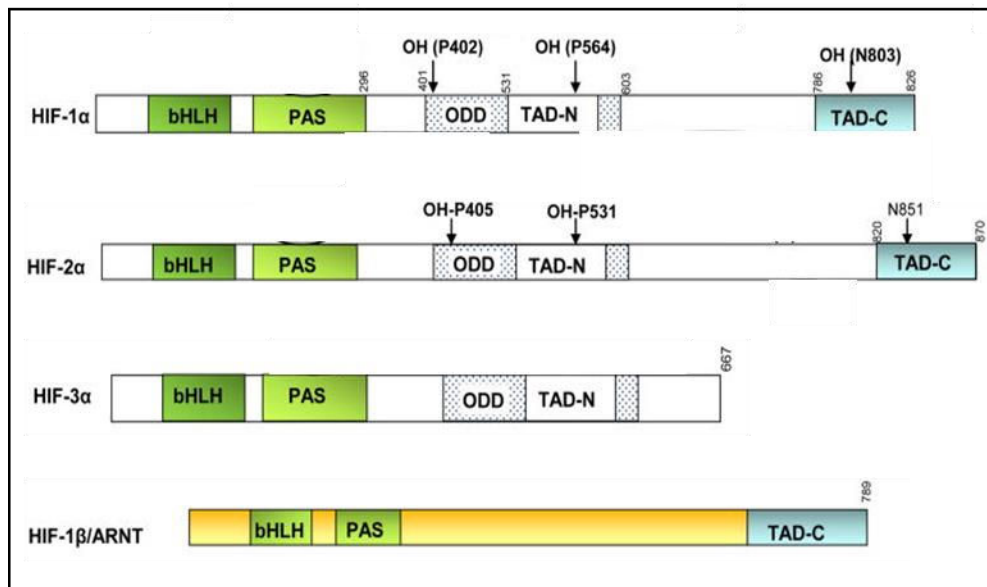 OH (P402) OH (P564) OH (N803)
296 401 531 603 786 826
HIF-1α bHLH PAS ODD TAD-N TAD-C
OH-P405 OH-P531 N851
820 870
HIF-2α bHLH PAS ODD TAD-N TAD-C
667
HIF-3α bHLH PAS ODD TAD-N
789
HIF-1β/ARNT bHLH PAS TAD-C